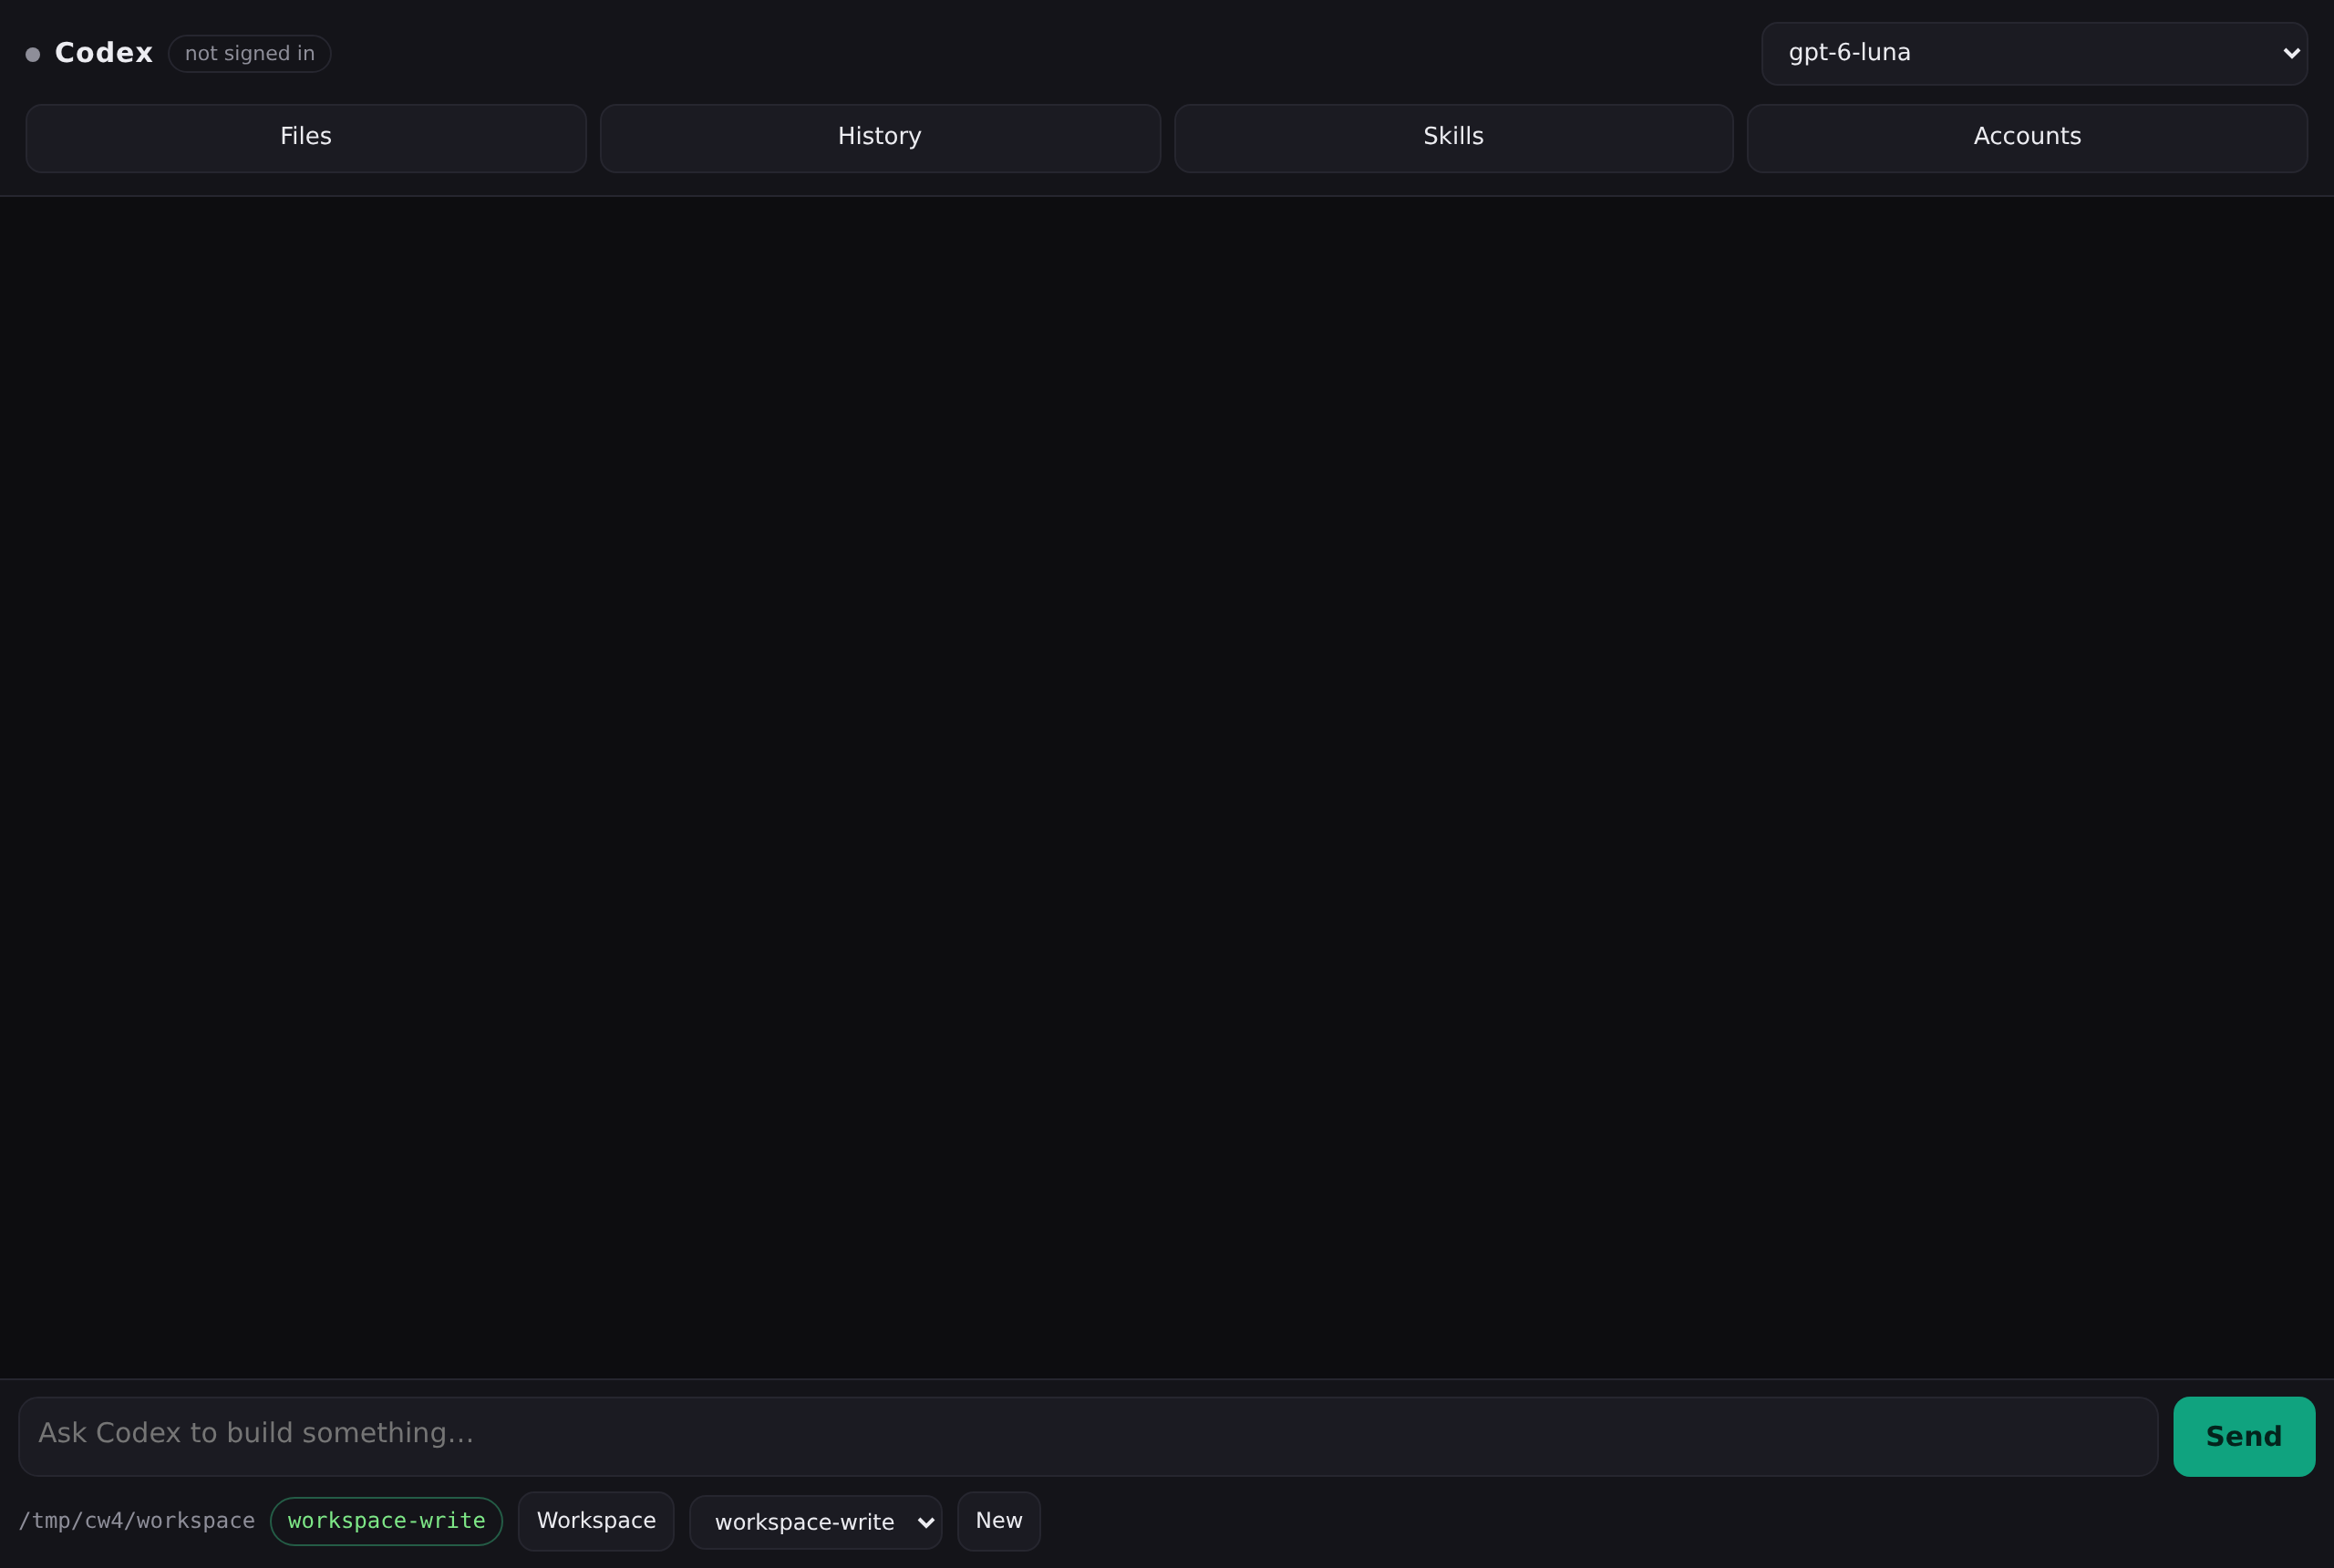 Codex not signed in gpt-6-luna
Files History Skills Accounts
Ask Codex to build something...
Send
/tmp/cw4/workspace workspace-write Workspace workspace-write New